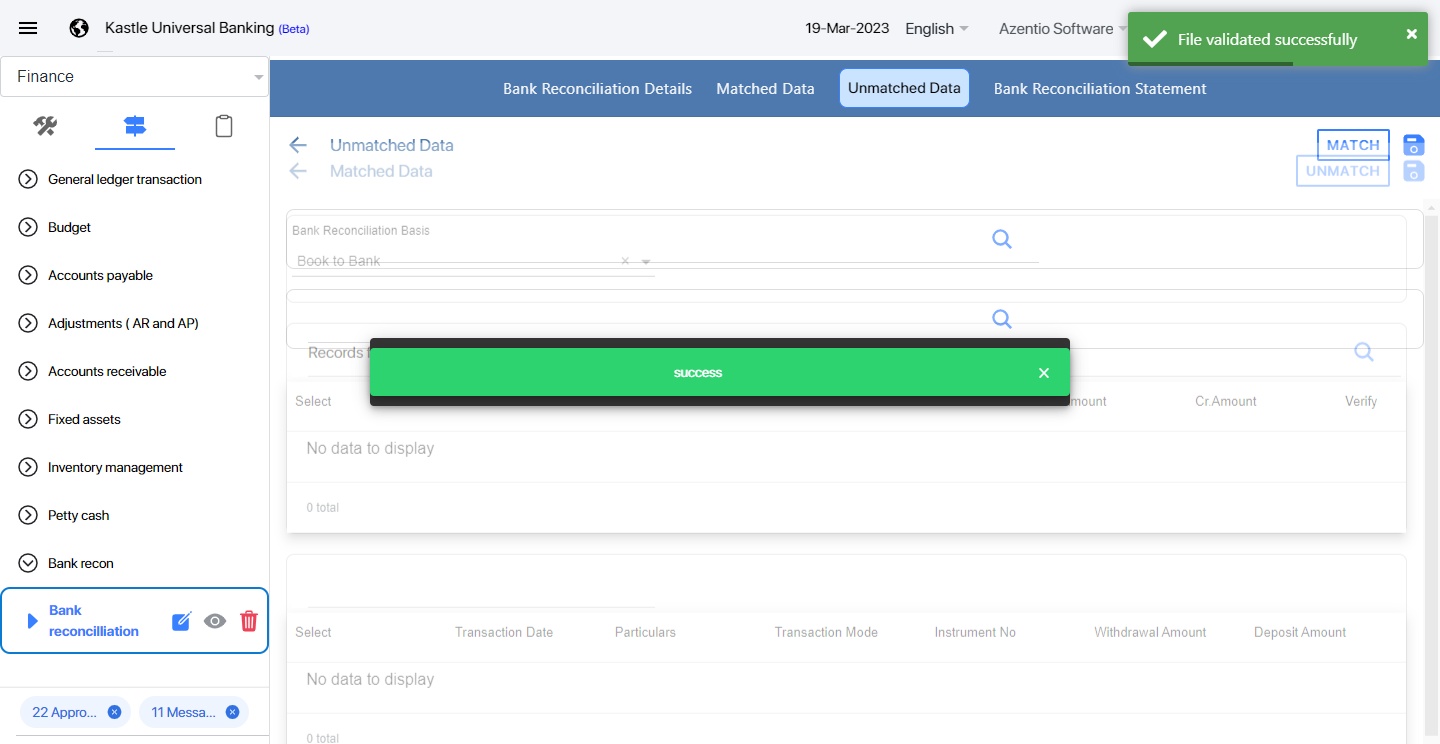 Kastle Universal Banking (Beta)
19-Mar-2023
English
Azentio Software
File validated successfully
Finance
Bank Reconciliation Details
Matched Data
Unmatched Data
Bank Reconciliation Statement
Unmatched Data
MATCH
Matched Data
UNMATCH
General ledger transaction
Budget
Accounts payable
Adjustments ( AR and AP)
Accounts receivable
Fixed assets
Inventory management
Petty cash
Bank recon
Bank
reconcilliation
22 Appro...
11 Messa...
Bank Reconciliation Basis
Book to Bank
Records
success
Select
Cr.Amount
Verify
No data to display
0 total
Select
Transaction Date
Particulars
Transaction Mode
Instrument No
Withdrawal Amount
Deposit Amount
No data to display
0 total